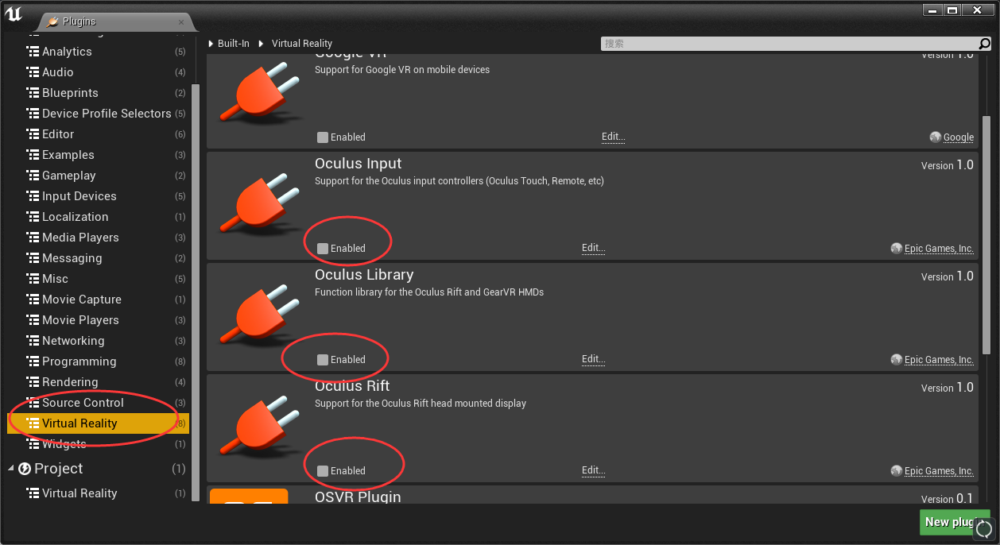 Plugins
Analytics (5)
Audio (4)
Blueprints (2)
Device Profile Selectors (5)
Editor (6)
Examples (3)
Gameplay (2)
Input Devices (5)
Localization (1)
Media Players (3)
Messaging (2)
Misc (5)
Movie Capture (1)
Movie Players (3)
Networking (3)
Programming (8)
Rendering (4)
Source Control (3)
Virtual Reality (8)
Widgets (1)
Project (1)
Virtual Reality (1)
Built-In Virtual Reality
搜索
Google VR Version 1.0
Support for Google VR on mobile devices
Enabled Edit... Google
Oculus Input Version 1.0
Support for the Oculus input controllers (Oculus Touch, Remote, etc)
Enabled Edit... Epic Games, Inc.
Oculus Library Version 1.0
Function library for the Oculus Rift and GearVR HMDs
Enabled Edit... Epic Games, Inc.
Oculus Rift Version 1.0
Support for the Oculus Rift head mounted display
Enabled Edit... Epic Games, Inc.
OSVR Plugin Version 0.1
New